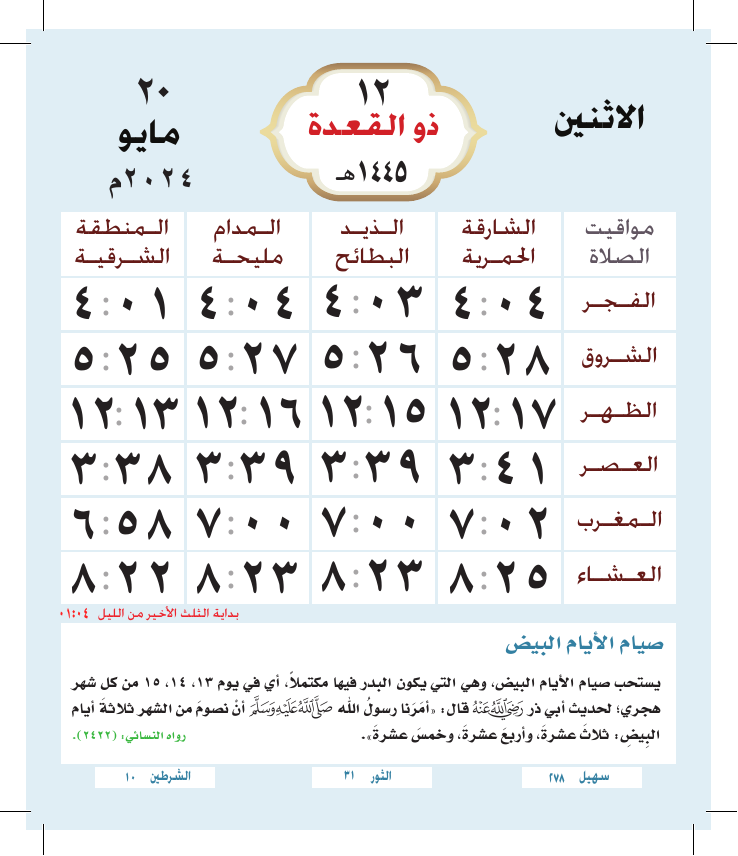 الاثنين
١٢
ذو القعدة
١٤٤٥هـ
٢٠
مايو
٢٠٢٤م
مواقيت الصلاة | الشارقة الحمرية | الذيد البطائح | المدام مليحة | المنطقة الشرقية
الفجر ٤:٠٤ ٤:٠٣ ٤:٠٤ ٤:٠١
الشروق ٥:٢٨ ٥:٢٦ ٥:٢٧ ٥:٢٥
الظهر ١٢:١٧ ١٢:١٥ ١٢:١٦ ١٢:١٣
العصر ٣:٤١ ٣:٣٩ ٣:٣٩ ٣:٣٨
المغرب ٧:٠٢ ٧:٠٠ ٧:٠٠ ٦:٥٨
العشاء ٨:٢٥ ٨:٢٣ ٨:٢٣ ٨:٢٢
بداية الثلث الأخير من الليل ٠١:٠٤
صيام الأيام البيض
يستحب صيام الأيام البيض، وهي التي يكون البدر فيها مكتملاً، أي في يوم ١٣، ١٤، ١٥ من كل شهر
هجري؛ لحديث أبي ذر رَضِيَ اللَّهُ عَنْهُ قال: «أمَرَنا رسولُ الله صَلَّى اللَّهُ عَلَيْهِ وَسَلَّمَ أنْ نصومَ من الشهر ثلاثةَ أيام
البِيضِ: ثلاثَ عشرةَ، وأربعَ عشرةَ، وخمسَ عشرةَ».
رواه النسائي: (٢٤٢٢).
سهيل ٢٧٨
الثور ٣١
الشرطين ١٠